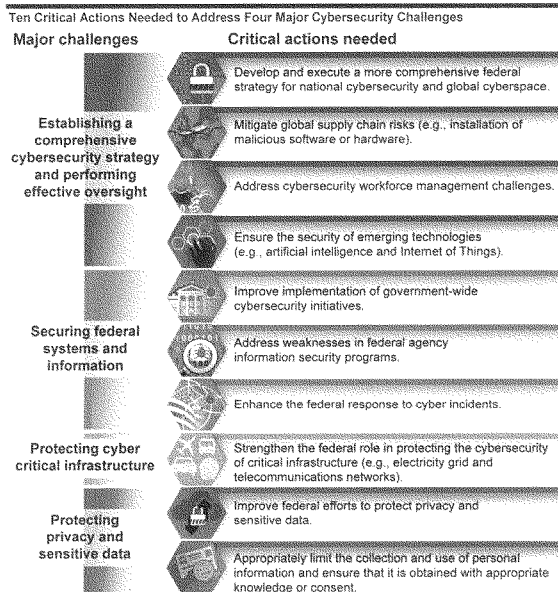 Ten Critical Actions Needed to Address Four Major Cybersecurity Challenges
Major challenges
Critical actions needed
Establishing a
comprehensive
cybersecurity strategy
and performing
effective oversight
Develop and execute a more comprehensive federal
strategy for national cybersecurity and global cyberspace.
Mitigate global supply chain risks (e.g., installation of
malicious software or hardware).
Address cybersecurity workforce management challenges.
Ensure the security of emerging technologies
(e.g., artificial intelligence and Internet of Things).
Securing federal
systems and
information
Improve implementation of government-wide
cybersecurity initiatives.
Address weaknesses in federal agency
information security programs.
Enhance the federal response to cyber incidents.
Protecting cyber
critical infrastructure
Strengthen the federal role in protecting the cybersecurity
of critical infrastructure (e.g., electricity grid and
telecommunications networks).
Protecting
privacy and
sensitive data
Improve federal efforts to protect privacy and
sensitive data.
Appropriately limit the collection and use of personal
information and ensure that it is obtained with appropriate
knowledge or consent.